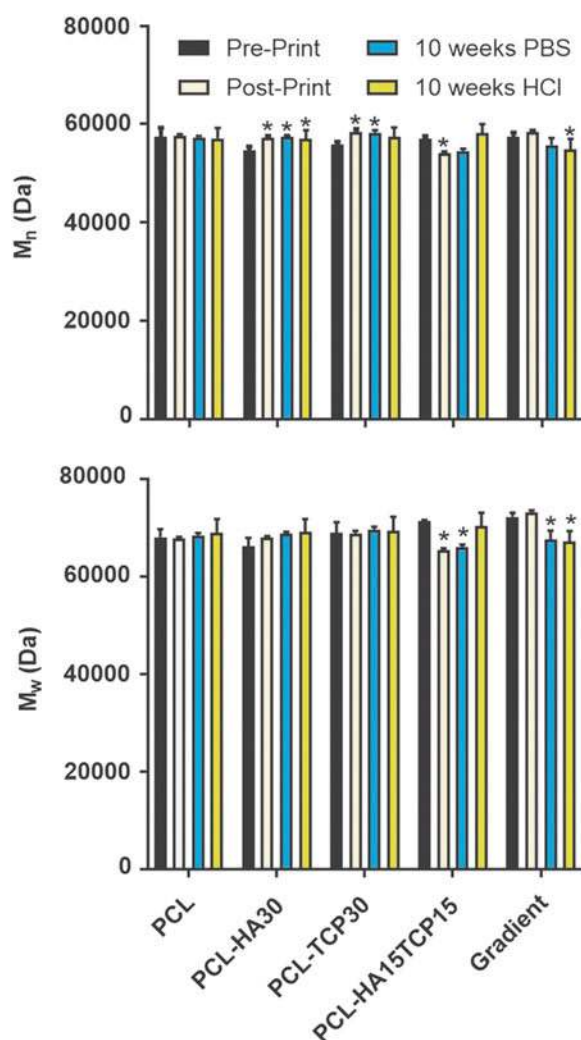 Pre-Print
10 weeks PBS
Post-Print
10 weeks HCl
80000
60000
40000
20000
0
Mn (Da)
* * *
* *
*
*
80000
60000
40000
20000
0
Mw (Da)
* *
* *
PCL
PCL-HA30
PCL-TCP30
PCL-HA15TCP15
Gradient